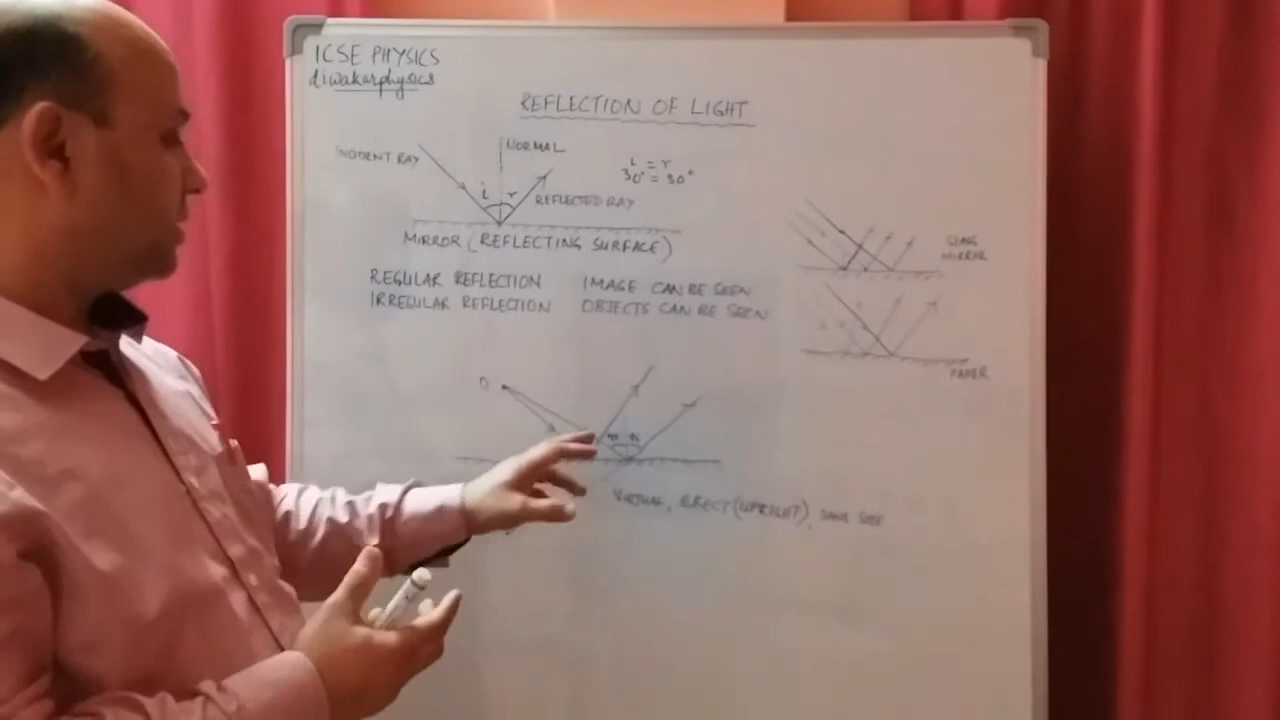 ICSE PHYSICS
diwakarphysics
REFLECTION OF LIGHT
INCIDENT RAY
NORMAL
i = r
30° = 30°
i
r
REFLECTED RAY
MIRROR (REFLECTING SURFACE)
GLASS
MIRROR
REGULAR REFLECTION IMAGE CAN BE SEEN
IRREGULAR REFLECTION OBJECTS CAN BE SEEN
PAPER
O
VIRTUAL, ERECT (UPRIGHT), SAME SIZE